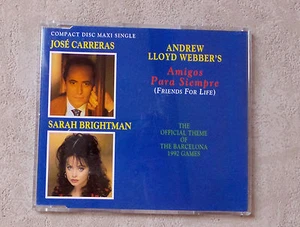 COMPACT DISC MAXI SINGLE
JOSÉ CARRERAS
ANDREW
LLOYD WEBBER'S
Amigos
Para Siempre
(FRIENDS FOR LIFE)
SARAH BRIGHTMAN
THE
OFFICIAL THEME
OF
THE BARCELONA
1992 GAMES